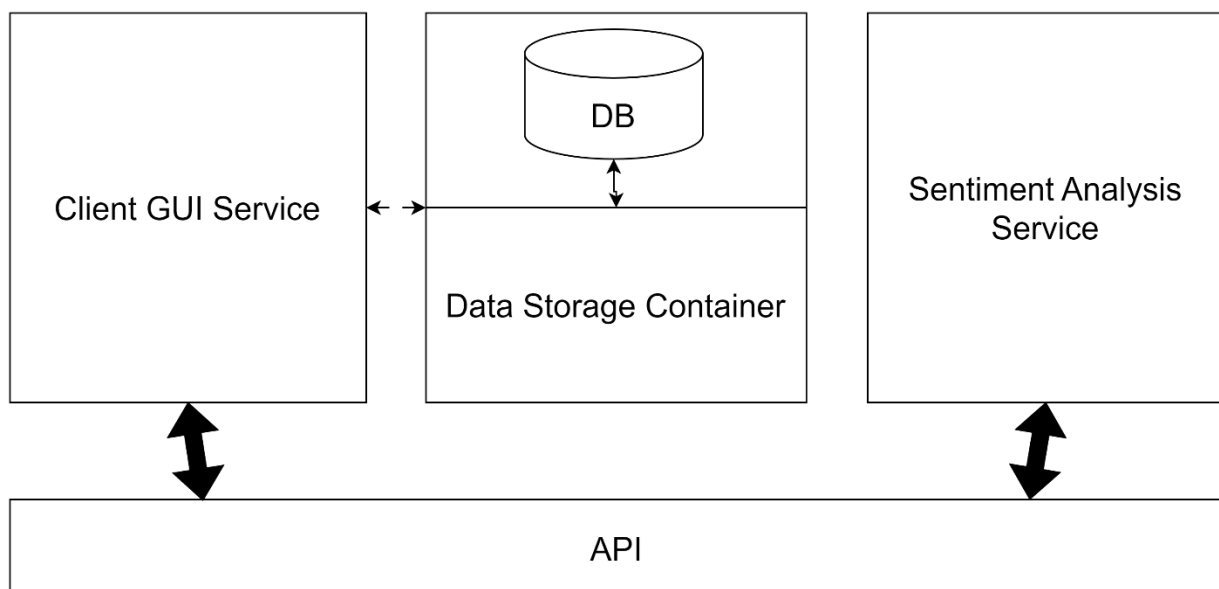 DB
Client GUI Service
Sentiment Analysis
Service
Data Storage Container
API